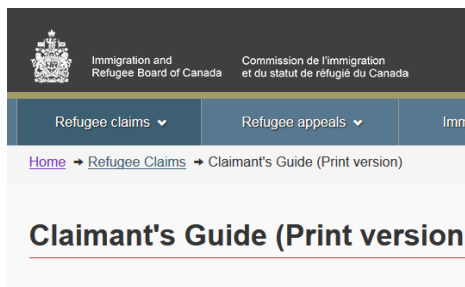 Immigration and
Refugee Board of Canada
Commission de l'immigration
et du statut de réfugié du Canada
Refugee claims
Refugee appeals
Imm
Home → Refugee Claims → Claimant's Guide (Print version)
Claimant's Guide (Print version